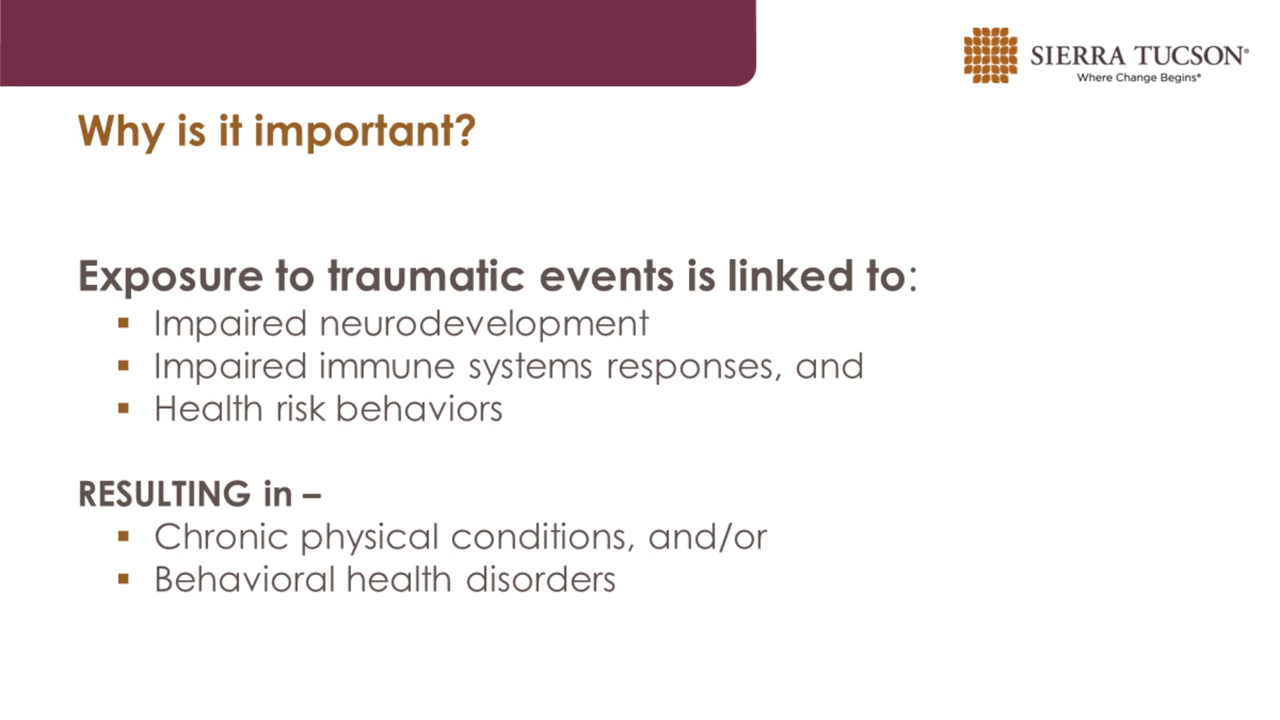 SIERRA TUCSON®
Where Change Begins®
Why is it important?
Exposure to traumatic events is linked to:
▪ Impaired neurodevelopment
▪ Impaired immune systems responses, and
▪ Health risk behaviors
RESULTING in –
▪ Chronic physical conditions, and/or
▪ Behavioral health disorders